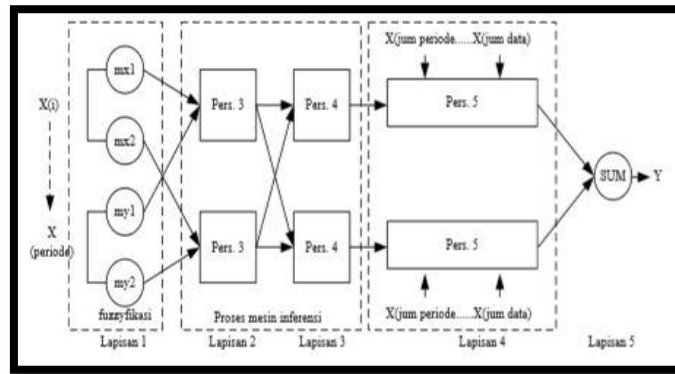 X(jum periode......X(jum data)
mx1
Pers. 3
Pers. 4
Pers. 5
X(i)
mx2
SUM
Y
my1
X
(periode)
Pers. 3
Pers. 4
Pers. 5
my2
fuzzyfikasi
Proses mesin inferensi
X(jum periode......X(jum data)
Lapisan 1
Lapisan 2
Lapisan 3
Lapisan 4
Lapisan 5